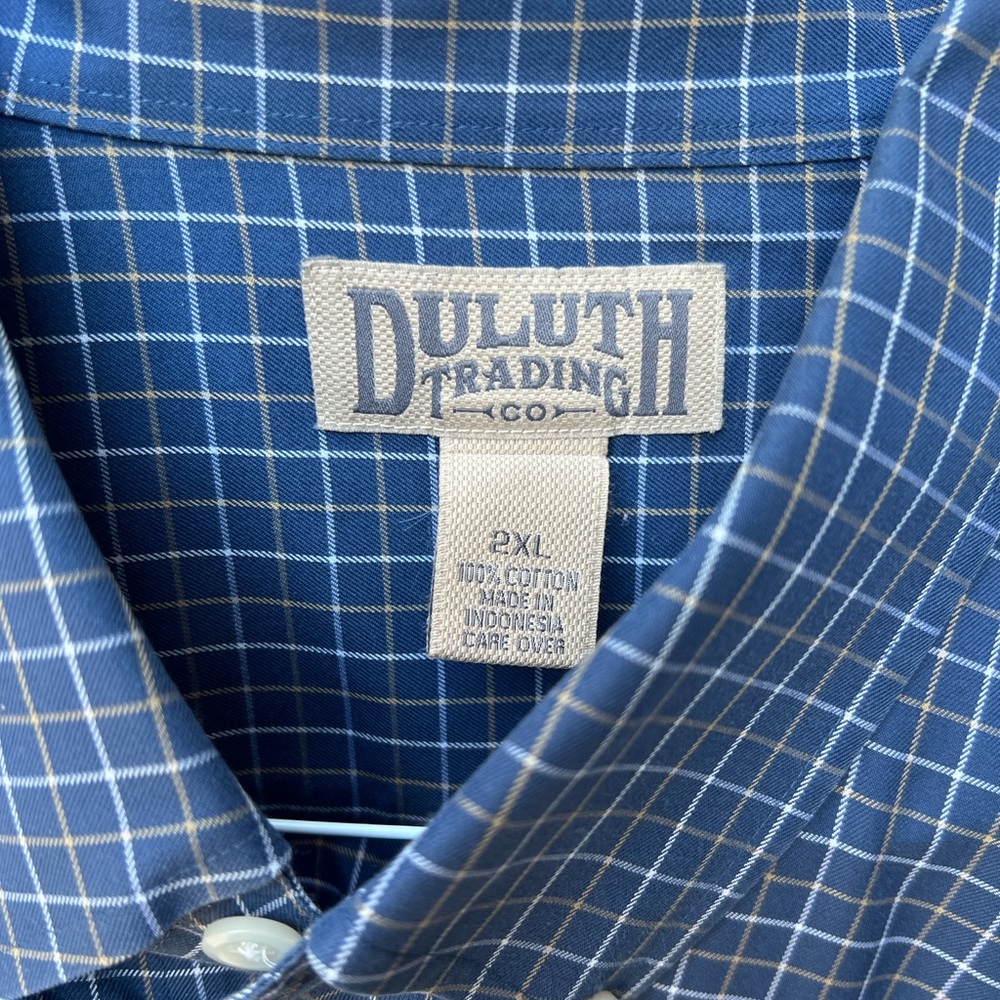 DULUTH
TRADING
CO
2XL
100% COTTON
MADE IN
INDONESIA
CARE OVER